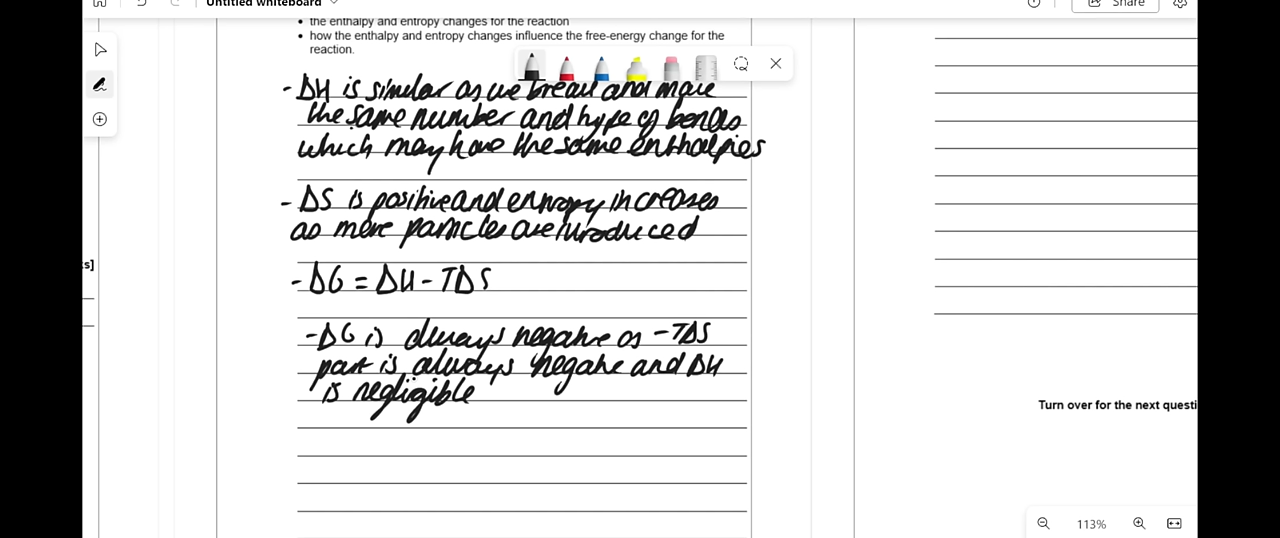 Untitled whiteboard
Share
• the enthalpy and entropy changes for the reaction
• how the enthalpy and entropy changes influence the free-energy change for the
reaction.
- ΔH is similar as we break and make
the same number and type of bonds
which may have the same enthalpies
- ΔS is positive and entropy increases
as more particles are
- ΔG = ΔH - TΔS
- ΔG is always negative as -TΔS
part is always negative and ΔH
is negligible
s]
Turn over for the next questi
113%